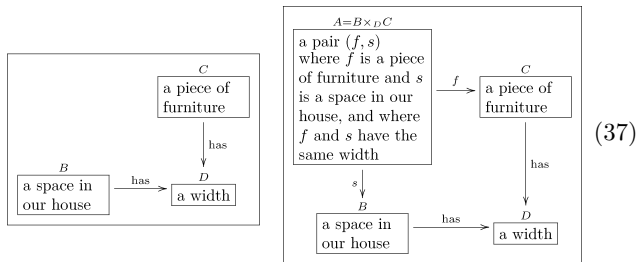 C
a piece of
furniture
has
B
a space in
our house
has
D
a width
A=B×_D C
a pair (f, s)
where f is a piece
of furniture and s
is a space in our
house, and where
f and s have the
same width
f
C
a piece of
furniture
s
has
B
a space in
our house
has
D
a width
(37)